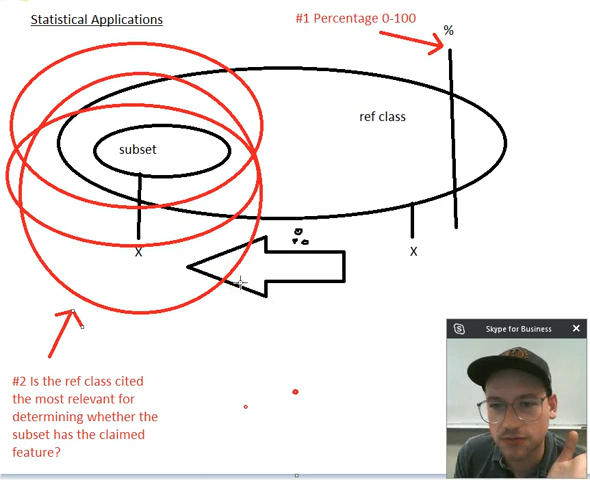 Statistical Applications
#1 Percentage 0-100
%
ref class
subset
X
X
Skype for Business
#2 Is the ref class cited
the most relevant for
determining whether the
subset has the claimed
feature?